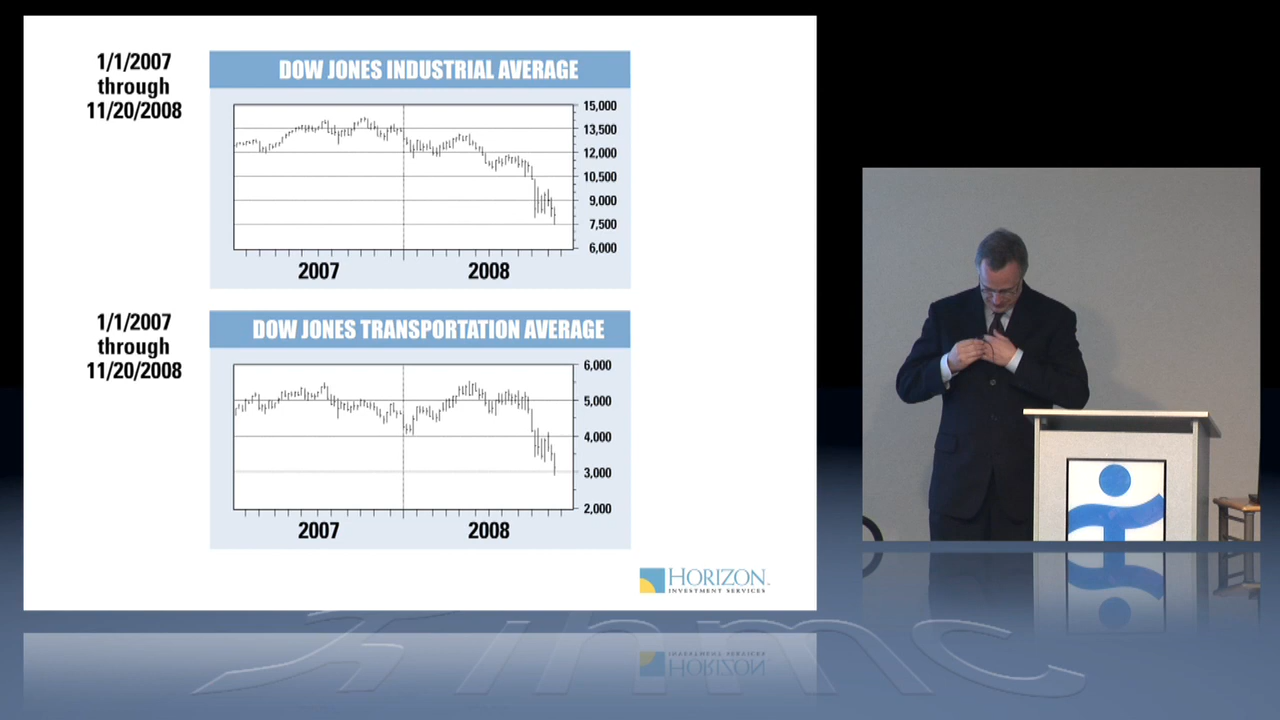 1/1/2007
through
11/20/2008
DOW JONES INDUSTRIAL AVERAGE
15,000
13,500
12,000
10,500
9,000
7,500
6,000
2007 2008
1/1/2007
through
11/20/2008
DOW JONES TRANSPORTATION AVERAGE
6,000
5,000
4,000
3,000
2,000
2007 2008
HORIZON
INVESTMENT SERVICES
ihmc